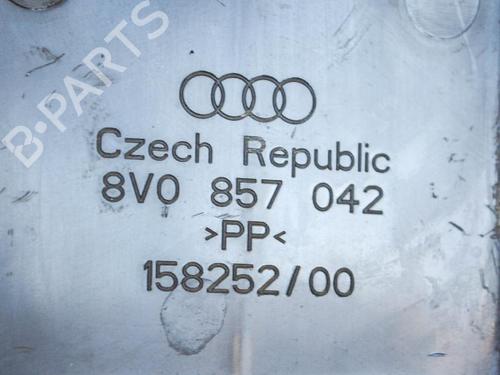 B-PARTS
Czech Republic
8V0 857 042
>PP<
158252/00